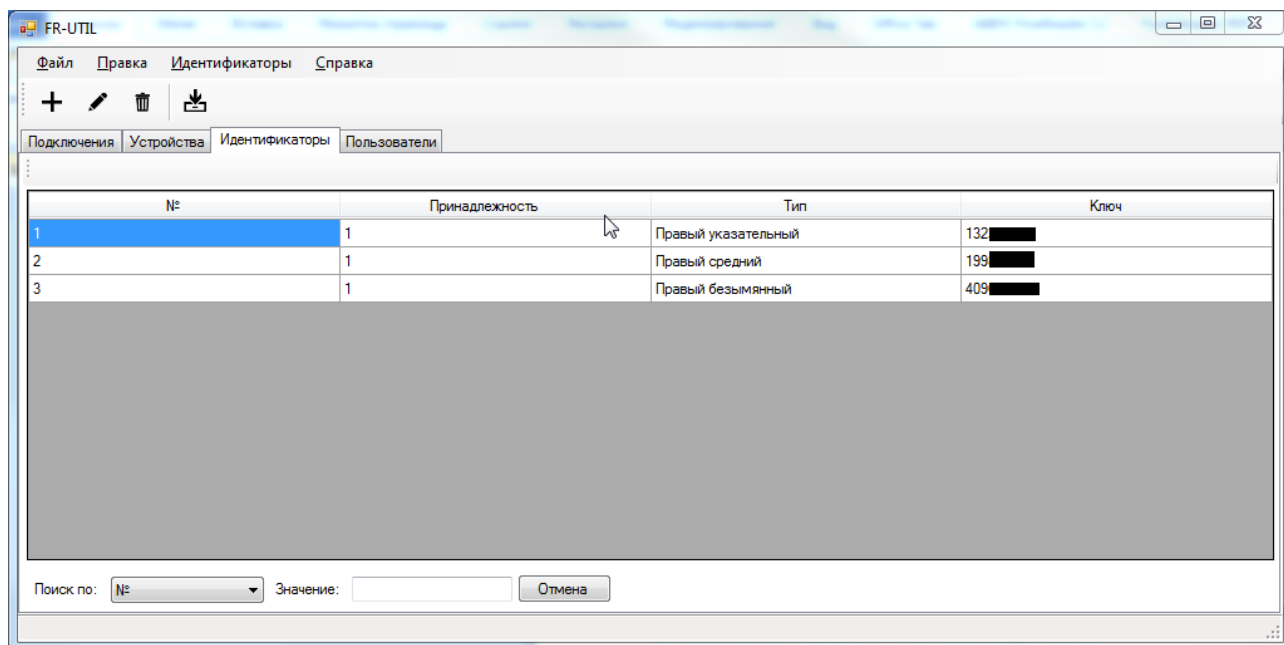 FR-UTIL
Файл Правка Идентификаторы Справка
Подключения Устройства Идентификаторы Пользователи
№ Принадлежность Тип Ключ
1 1 Правый указательный 132
2 1 Правый средний 199
3 1 Правый безымянный 409
Поиск по: № Значение: Отмена